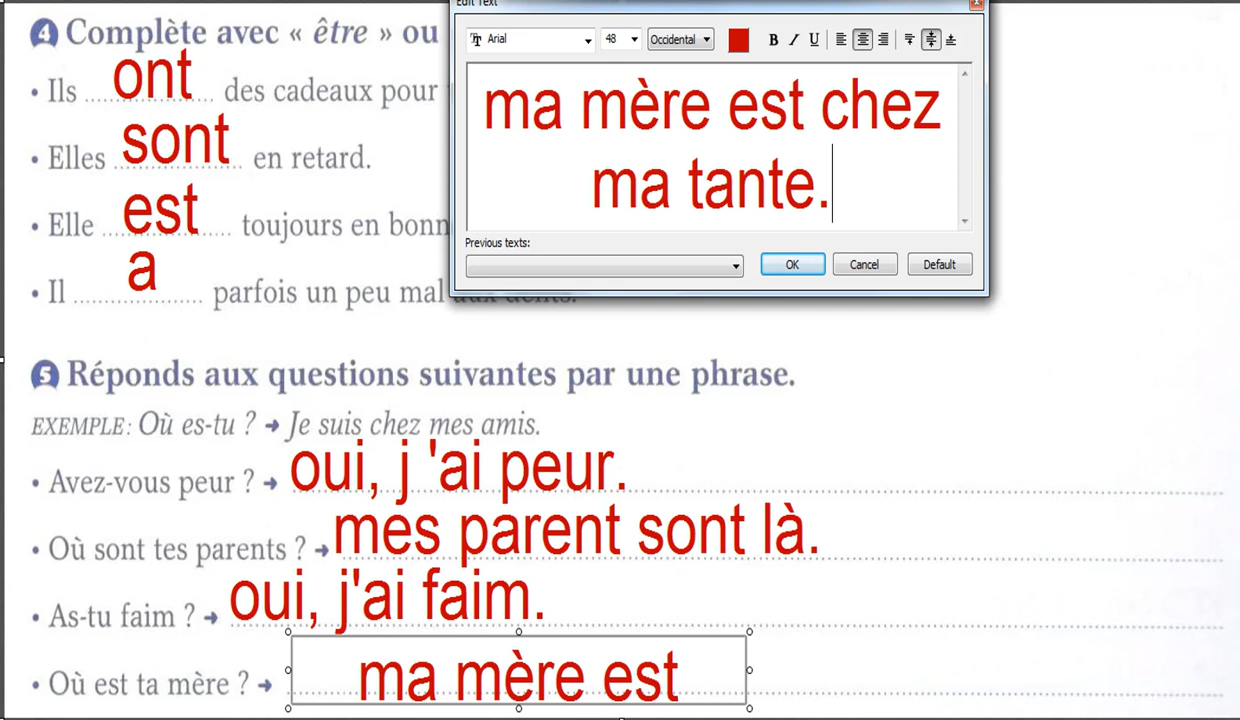 Edit Text
4 Complète avec « être » ou
• Ils ont des cadeaux pour
• Elles sont en retard.
• Elle est toujours en bonn
• Il a parfois un peu mal aux dents.
Arial 48 Occidental B I U
ma mère est chez
ma tante.
Previous texts:
OK Cancel Default
5 Réponds aux questions suivantes par une phrase.
EXEMPLE : Où es-tu ? → Je suis chez mes amis.
• Avez-vous peur ? → oui, j 'ai peur.
• Où sont tes parents ? → mes parent sont là.
• As-tu faim ? → oui, j'ai faim.
• Où est ta mère ? → ma mère est